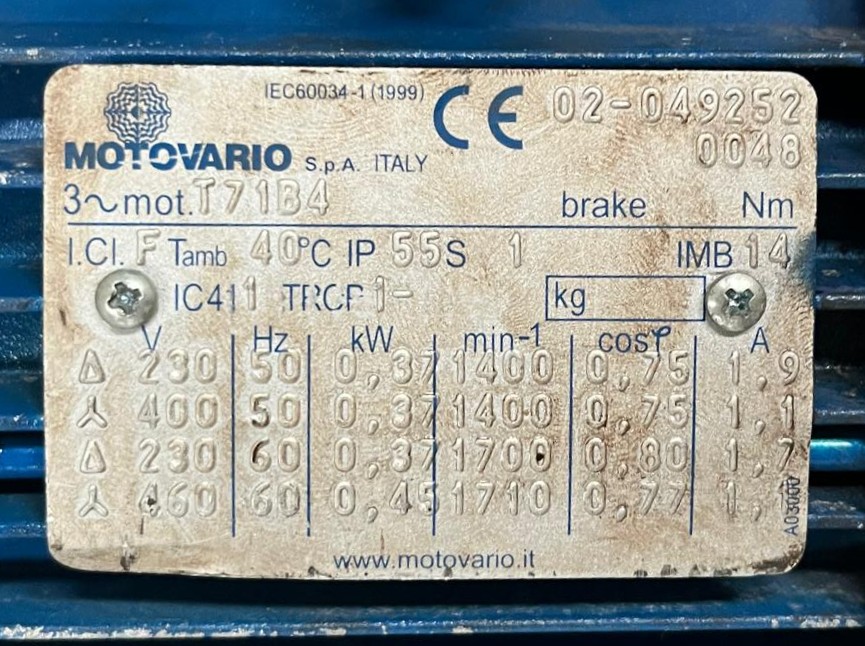 IEC60034-1 (1999) CE 02-049252
MOTOVARIO S.p.A. ITALY 0048
3~mot. T71B4 brake Nm
I.Cl. F Tamb 40°C IP 55 S 1 IMB 14
IC411 TROP 1- kg
V Hz kW min-1 cosφ A
Δ 230 50 0,37 1400 0,75 1,9
Y 400 50 0,37 1400 0,75 1,1
Δ 230 60 0,37 1700 0,80 1,7
Y 460 60 0,45 1710 0,77 1,1
A03000
www.motovario.it